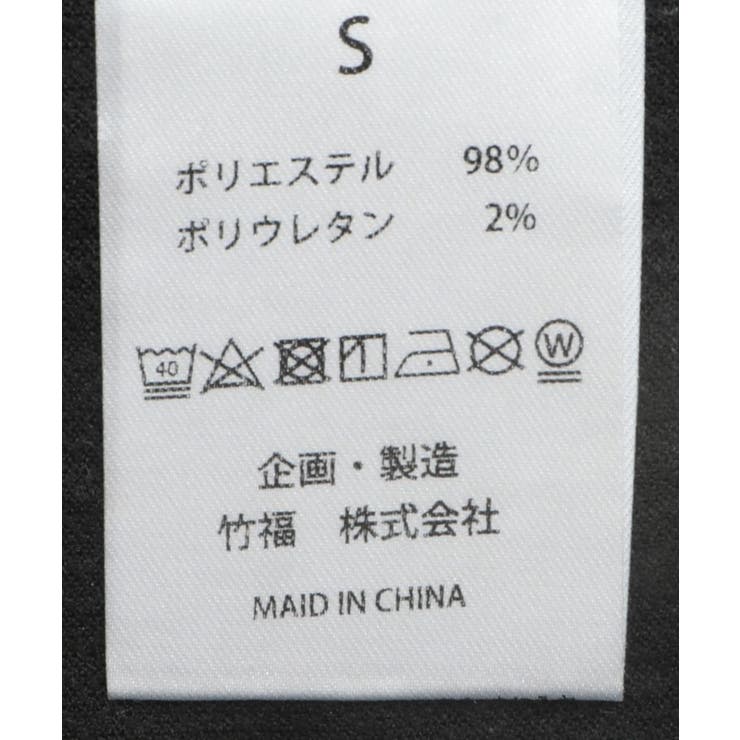 S
ポリエステル 98%
ポリウレタン 2%
40 W
企画・製造
竹福 株式会社
MAID IN CHINA